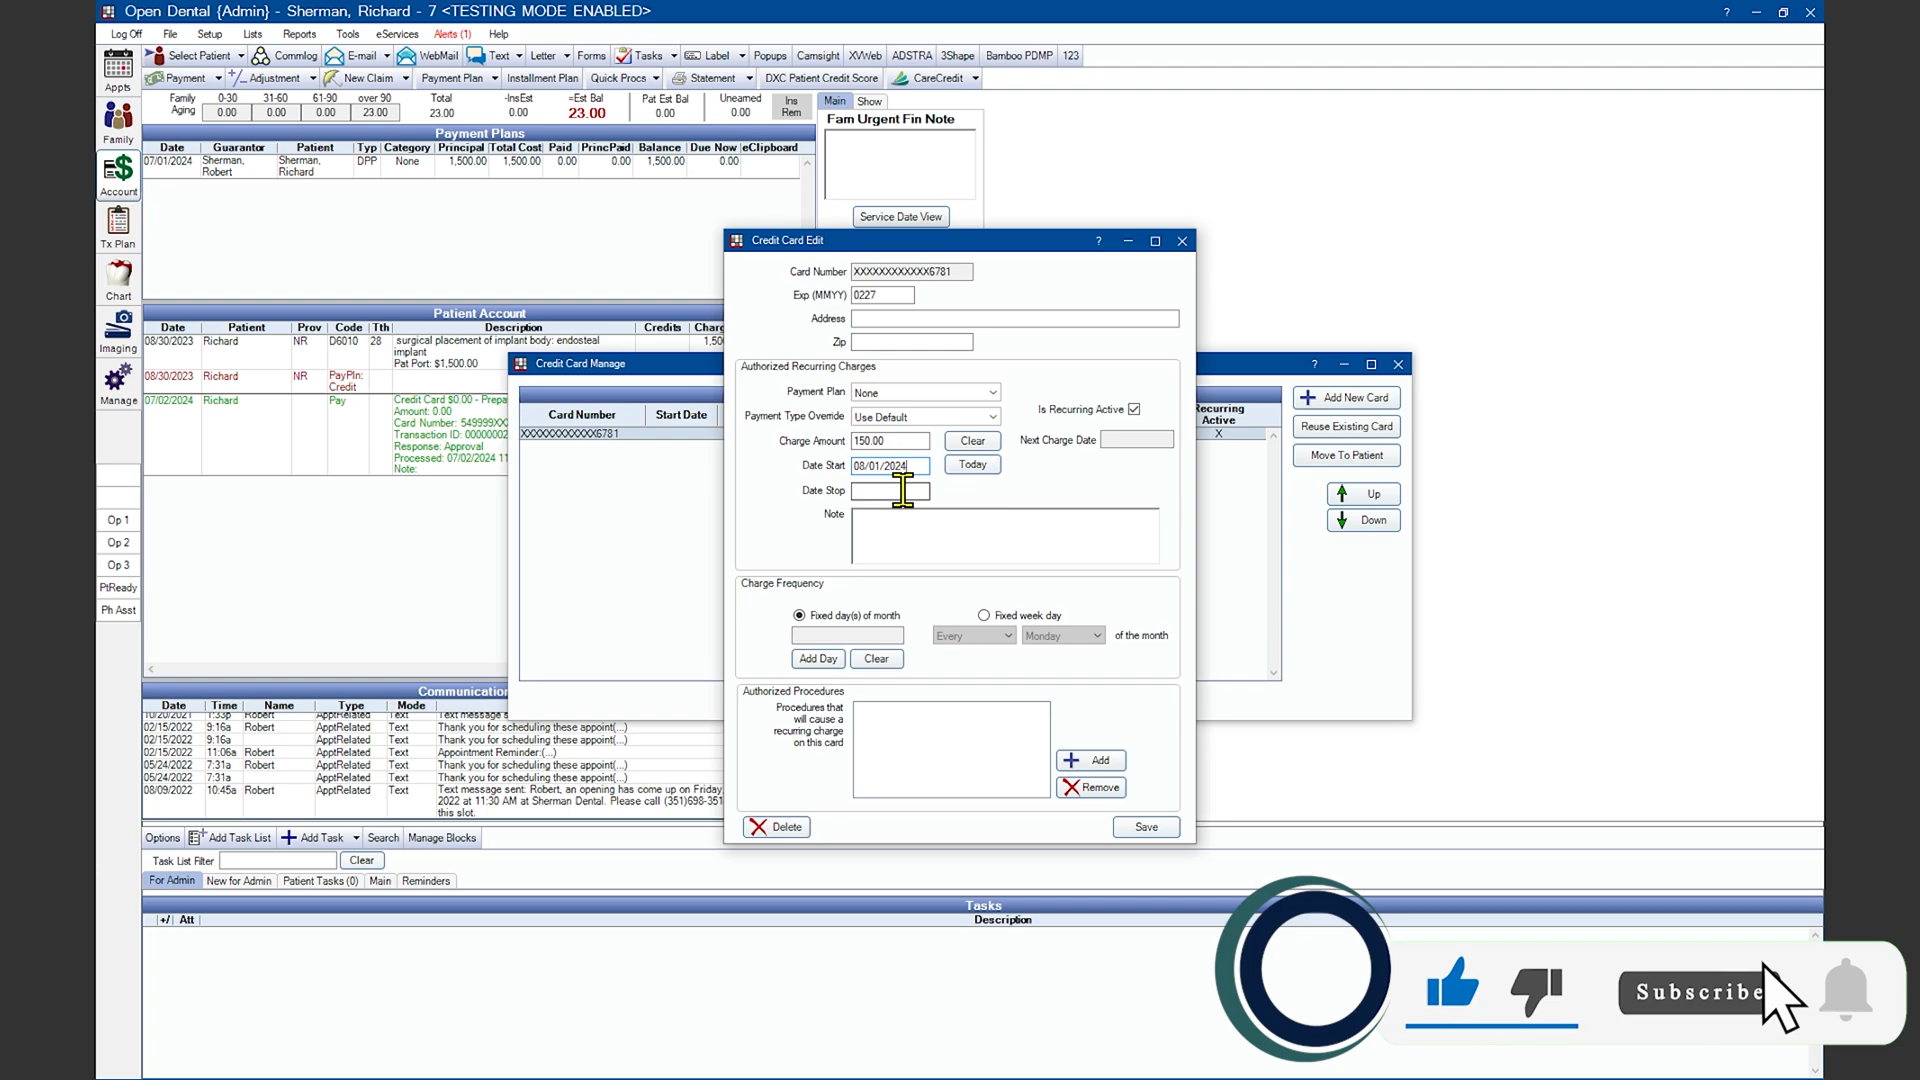 Open Dental {Admin} - Sherman, Richard - 7 <TESTING MODE ENABLED>
Log Off File Setup Lists Reports Tools eServices Alerts (1) Help
Select Patient Commlog E-mail WebMail Text Letter Forms Tasks Label Popups Camsight XVWeb ADSTRA 3Shape Bamboo PDMP 123
Payment Adjustment New Claim Payment Plan Installment Plan Quick Procs Statement DXC Patient Credit Score CareCredit
Appts
Family
Account
Tx Plan
Chart
Imaging
Manage
Op 1
Op 2
Op 3
PtReady
Ph Asst
Family Aging 0-30 31-60 61-90 over 90 Total -InsEst =Est Bal Pat Est Bal Unearned Ins Rem
0.00 0.00 0.00 23.00 23.00 0.00 23.00 0.00 0.00
Main Show
Fam Urgent Fin Note
Service Date View
Payment Plans
Date Guarantor Patient Typ Category Principal Total Cost Paid PrincPaid Balance Due Now eClipboard
07/01/2024 Sherman, Robert Sherman, Richard DPP None 1,500.00 1,500.00 0.00 0.00 1,500.00 0.00
Patient Account
Date Patient Prov Code Tth Description Credits Charg
08/30/2023 Richard NR D6010 28 surgical placement of implant body: endosteal 1,50
implant
Pat Port: $1,500.00
08/30/2023 Richard NR PayPln: Credit
07/02/2024 Richard Pay Credit Card $0.00 - Prepa
Amount: 0.00
Card Number: 549999XX
Transaction ID: 00000002
Response: Approval
Processed: 07/02/2024 11
Note:
Credit Card Manage
Card Number Start Date
XXXXXXXXXXXX6781
Recurring Active
X
Add New Card
Reuse Existing Card
Move To Patient
Up
Down
Credit Card Edit
Card Number XXXXXXXXXXXX6781
Exp (MMYY) 0227
Address
Zip
Authorized Recurring Charges
Payment Plan None
Is Recurring Active
Payment Type Override Use Default
Charge Amount 150.00 Clear Next Charge Date
Date Start 08/01/2024 Today
Date Stop
Note
Charge Frequency
Fixed day(s) of month Fixed week day
Every Monday of the month
Add Day Clear
Authorized Procedures
Procedures that
will cause a
recurring charge
on this card
Add
Remove
Delete Save
Communication
Date Time Name Type Mode
10/20/2021 1:33p Robert ApptRelated Text Text message s
02/15/2022 9:16a Robert ApptRelated Text Thank you for scheduling these appoint(...)
02/15/2022 9:16a ApptRelated Text Thank you for scheduling these appoint(...)
02/15/2022 11:06a Robert ApptRelated Text Appointment Reminder:(...)
05/24/2022 7:31a Robert ApptRelated Text Thank you for scheduling these appoint(...)
05/24/2022 7:31a ApptRelated Text Thank you for scheduling these appoint(...)
08/09/2022 10:45a Robert ApptRelated Text Text message sent: Robert, an opening has come up on Friday,
2022 at 11:30 AM at Sherman Dental. Please call (351)698-351
this slot.
Options Add Task List Add Task Search Manage Blocks
Task List Filter Clear
For Admin New for Admin Patient Tasks (0) Main Reminders
Tasks
+/ Att Description
Subscribe